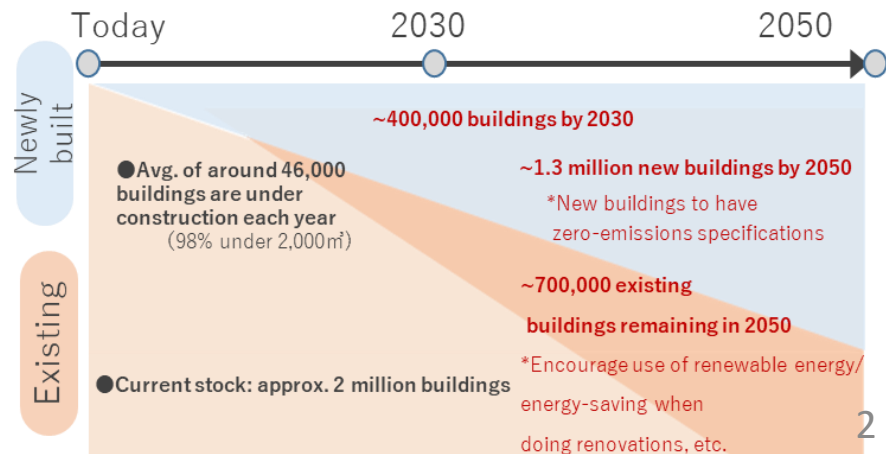 Today 2030 2050
Newly
built
~400,000 buildings by 2030
●Avg. of around 46,000
buildings are under
construction each year
(98% under 2,000㎡)
~1.3 million new buildings by 2050
*New buildings to have
zero-emissions specifications
Existing
~700,000 existing
buildings remaining in 2050
●Current stock: approx. 2 million buildings
*Encourage use of renewable energy/
energy-saving when
doing renovations, etc.
2